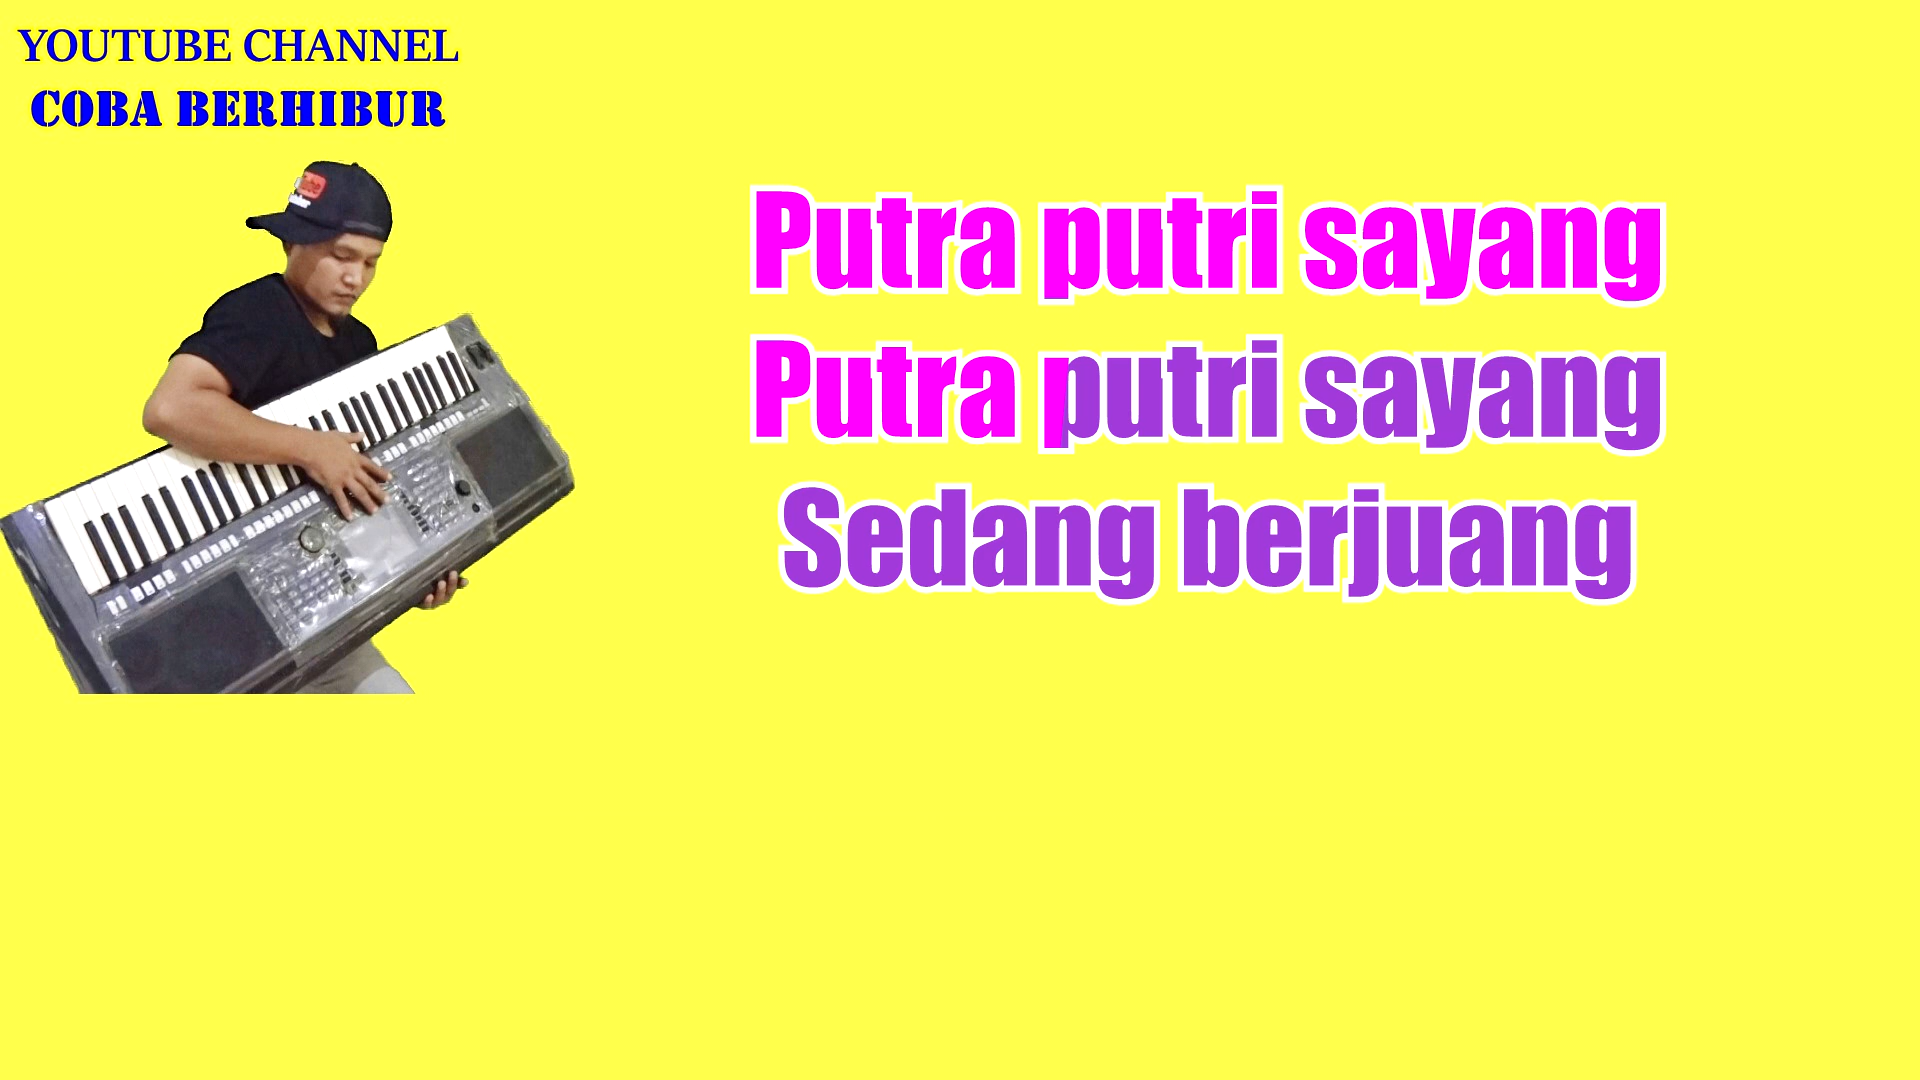 YOUTUBE CHANNEL
COBA BERHIBUR
Putra putri sayang
Putra putri sayang
Sedang berjuang